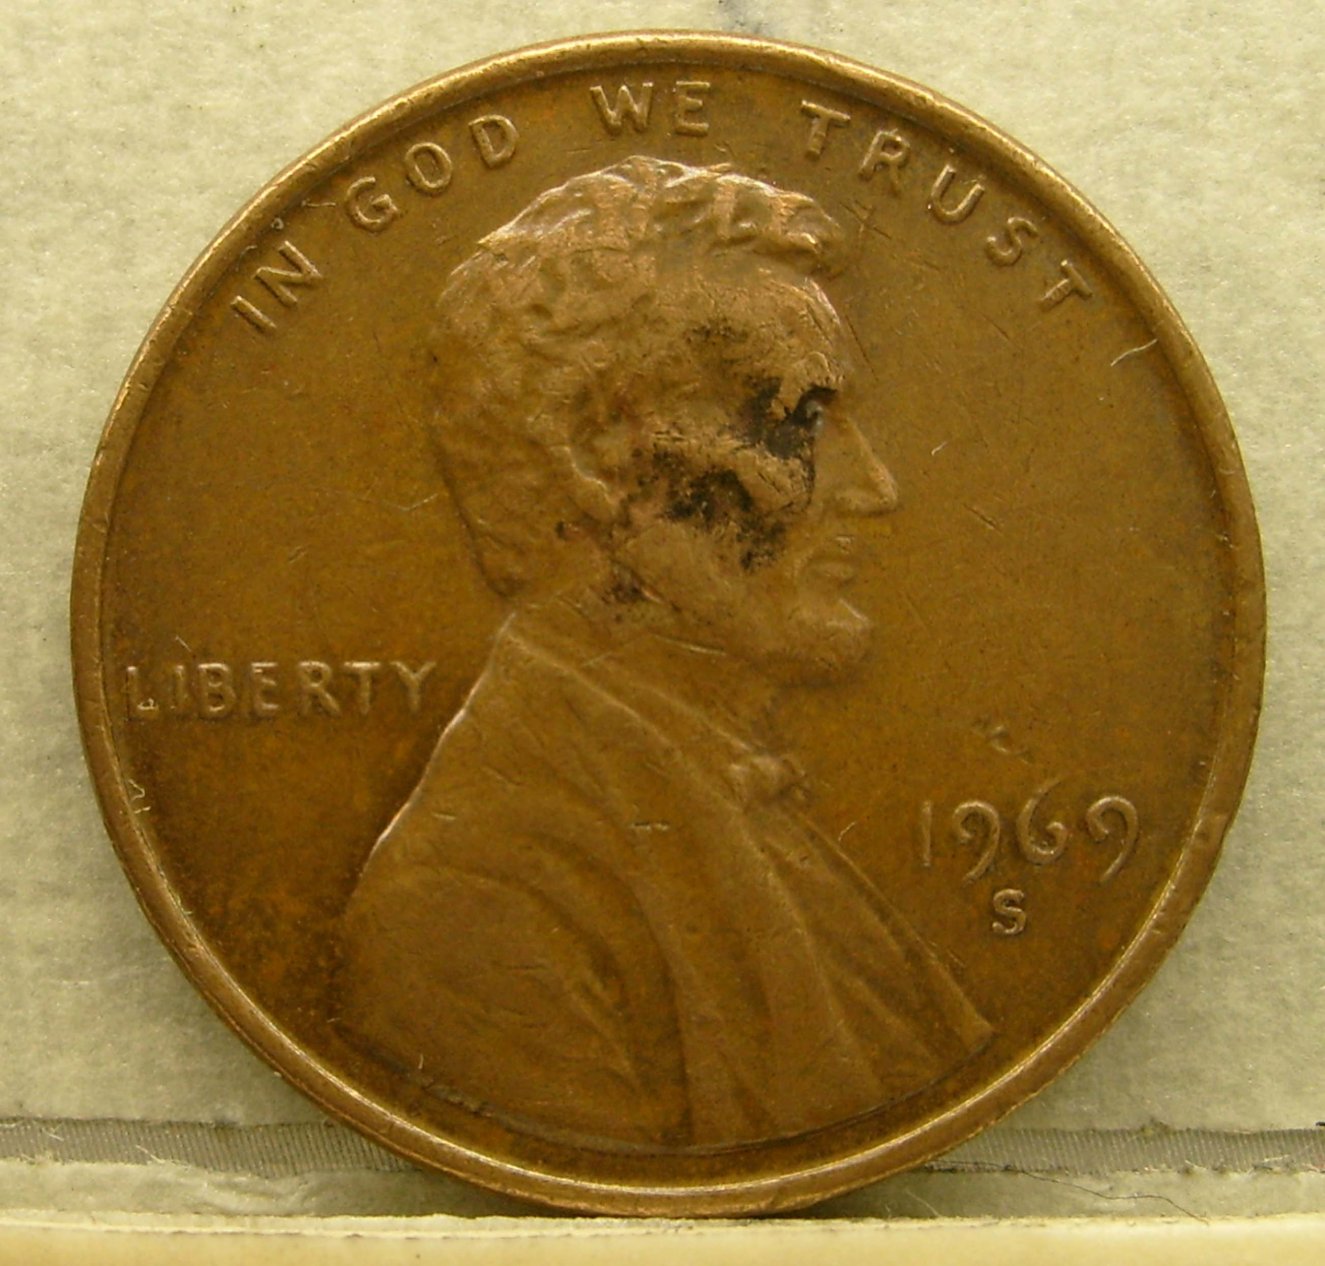 IN GOD WE TRUST
LIBERTY
1969
S